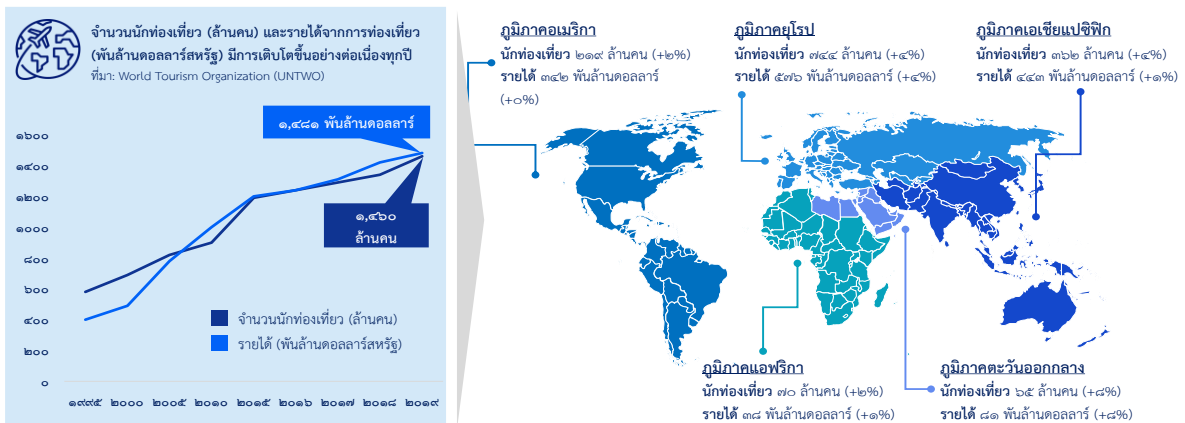 จำนวนนักท่องเที่ยว (ล้านคน) และรายได้จากการท่องเที่ยว
(พันล้านดอลลาร์สหรัฐ) มีการเติบโตขึ้นอย่างต่อเนื่องทุกปี
ที่มา: World Tourism Organization (UNTWO)
๑,๔๘๑ พันล้านดอลลาร์
๑๖๐๐
๑๔๐๐
๑๒๐๐
๑๐๐๐
๘๐๐
๖๐๐
๔๐๐
๒๐๐
๐
๑,๔๖๐
ล้านคน
จำนวนนักท่องเที่ยว (ล้านคน)
รายได้ (พันล้านดอลลาร์สหรัฐ)
๑๙๙๕ ๒๐๐๐ ๒๐๐๕ ๒๐๑๐ ๒๐๑๕ ๒๐๑๖ ๒๐๑๗ ๒๐๑๘ ๒๐๑๙
ภูมิภาคอเมริกา
นักท่องเที่ยว ๒๑๙ ล้านคน (+๒%)
รายได้ ๓๔๒ พันล้านดอลลาร์
(+๐%)
ภูมิภาคยุโรป
นักท่องเที่ยว ๗๔๔ ล้านคน (+๔%)
รายได้ ๕๗๖ พันล้านดอลลาร์ (+๔%)
ภูมิภาคเอเชียแปซิฟิก
นักท่องเที่ยว ๓๖๒ ล้านคน (+๔%)
รายได้ ๔๔๓ พันล้านดอลลาร์ (+๑%)
ภูมิภาคแอฟริกา
นักท่องเที่ยว ๗๐ ล้านคน (+๒%)
รายได้ ๓๘ พันล้านดอลลาร์ (+๑%)
ภูมิภาคตะวันออกกลาง
นักท่องเที่ยว ๖๕ ล้านคน (+๘%)
รายได้ ๘๑ พันล้านดอลลาร์ (+๘%)